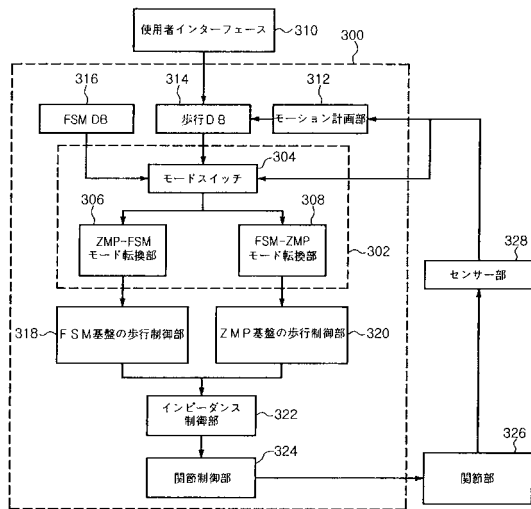 使用者インターフェース
310
300
316
314
312
FSM DB
歩行DB
モーション計画部
304
モードスイッチ
306
308
ZMP-FSM
モード転換部
FSM-ZMP
モード転換部
302
328
センサー部
318
FSM基盤の歩行制御部
ZMP基盤の歩行制御部
320
インピーダンス
制御部
322
324
326
関節制御部
関節部